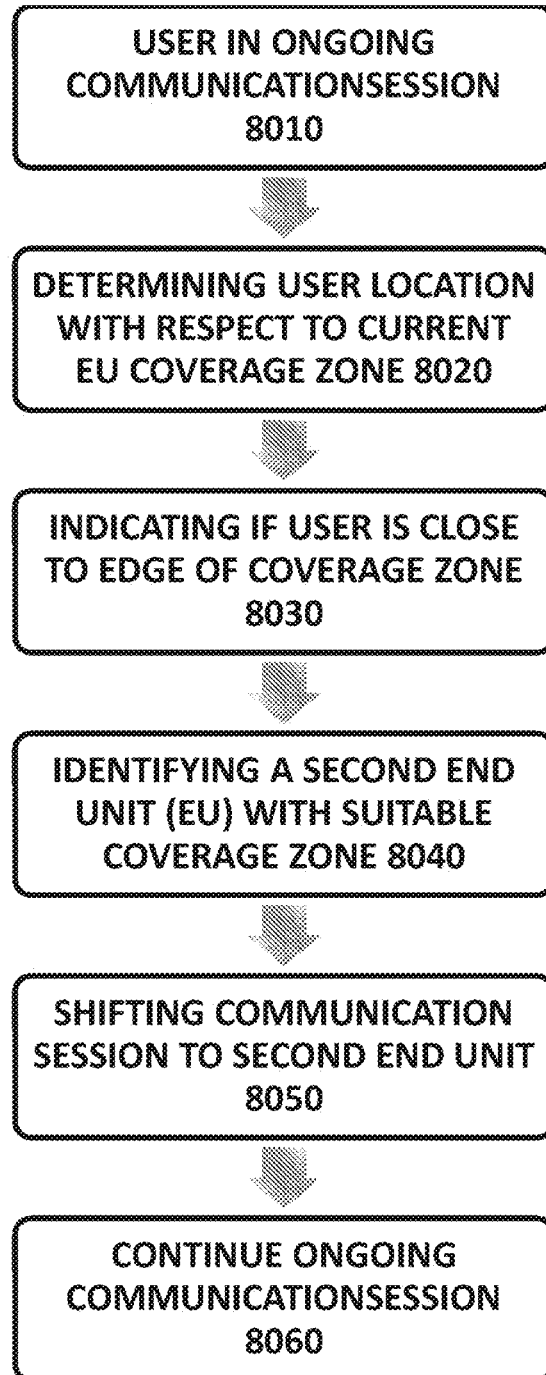 USER IN ONGOING
COMMUNICATIONSESSION
8010
DETERMINING USER LOCATION
WITH RESPECT TO CURRENT
EU COVERAGE ZONE 8020
INDICATING IF USER IS CLOSE
TO EDGE OF COVERAGE ZONE
8030
IDENTIFYING A SECOND END
UNIT (EU) WITH SUITABLE
COVERAGE ZONE 8040
SHIFTING COMMUNICATION
SESSION TO SECOND END UNIT
8050
CONTINUE ONGOING
COMMUNICATIONSESSION
8060